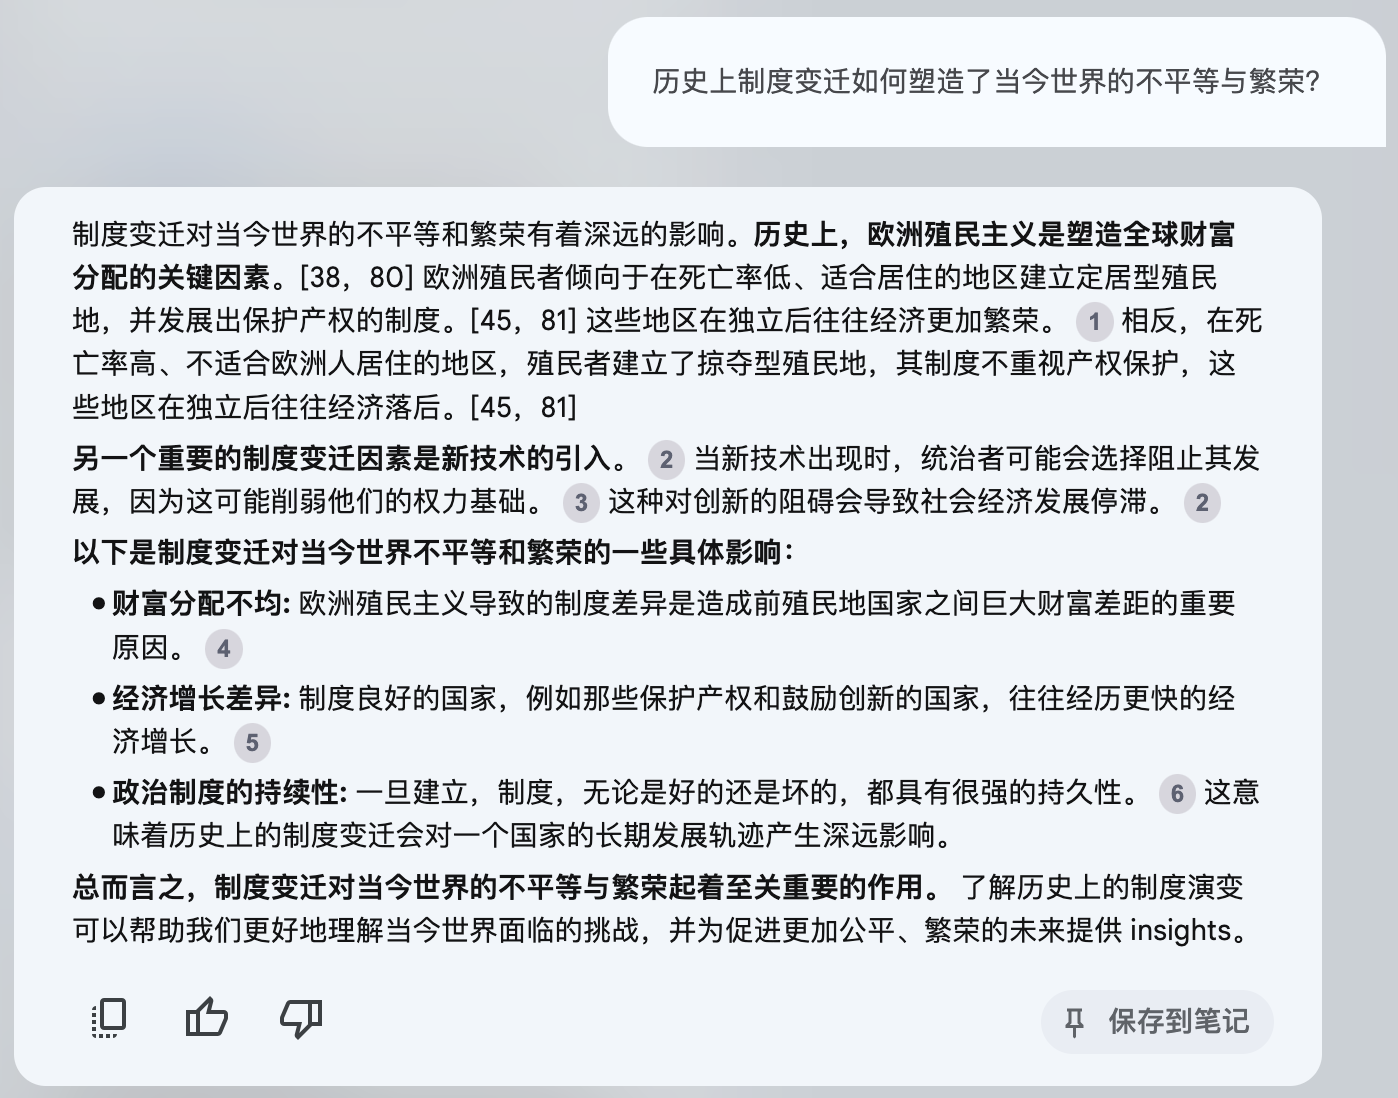 历史上制度变迁如何塑造了当今世界的不平等与繁荣?
制度变迁对当今世界的不平等和繁荣有着深远的影响。历史上，欧洲殖民主义是塑造全球财富
分配的关键因素。[38，80] 欧洲殖民者倾向于在死亡率低、适合居住的地区建立定居型殖民
地，并发展出保护产权的制度。[45，81] 这些地区在独立后往往经济更加繁荣。 1 相反，在死
亡率高、不适合欧洲人居住的地区，殖民者建立了掠夺型殖民地，其制度不重视产权保护，这
些地区在独立后往往经济落后。[45，81]
另一个重要的制度变迁因素是新技术的引入。 2 当新技术出现时，统治者可能会选择阻止其发
展，因为这可能削弱他们的权力基础。 3 这种对创新的阻碍会导致社会经济发展停滞。 2
以下是制度变迁对当今世界不平等和繁荣的一些具体影响：
• 财富分配不均: 欧洲殖民主义导致的制度差异是造成前殖民地国家之间巨大财富差距的重要
原因。 4
• 经济增长差异: 制度良好的国家，例如那些保护产权和鼓励创新的国家，往往经历更快的经
济增长。 5
• 政治制度的持续性: 一旦建立，制度，无论是好的还是坏的，都具有很强的持久性。 6 这意
味着历史上的制度变迁会对一个国家的长期发展轨迹产生深远影响。
总而言之，制度变迁对当今世界的不平等与繁荣起着至关重要的作用。 了解历史上的制度演变
可以帮助我们更好地理解当今世界面临的挑战，并为促进更加公平、繁荣的未来提供 insights。
保存到笔记